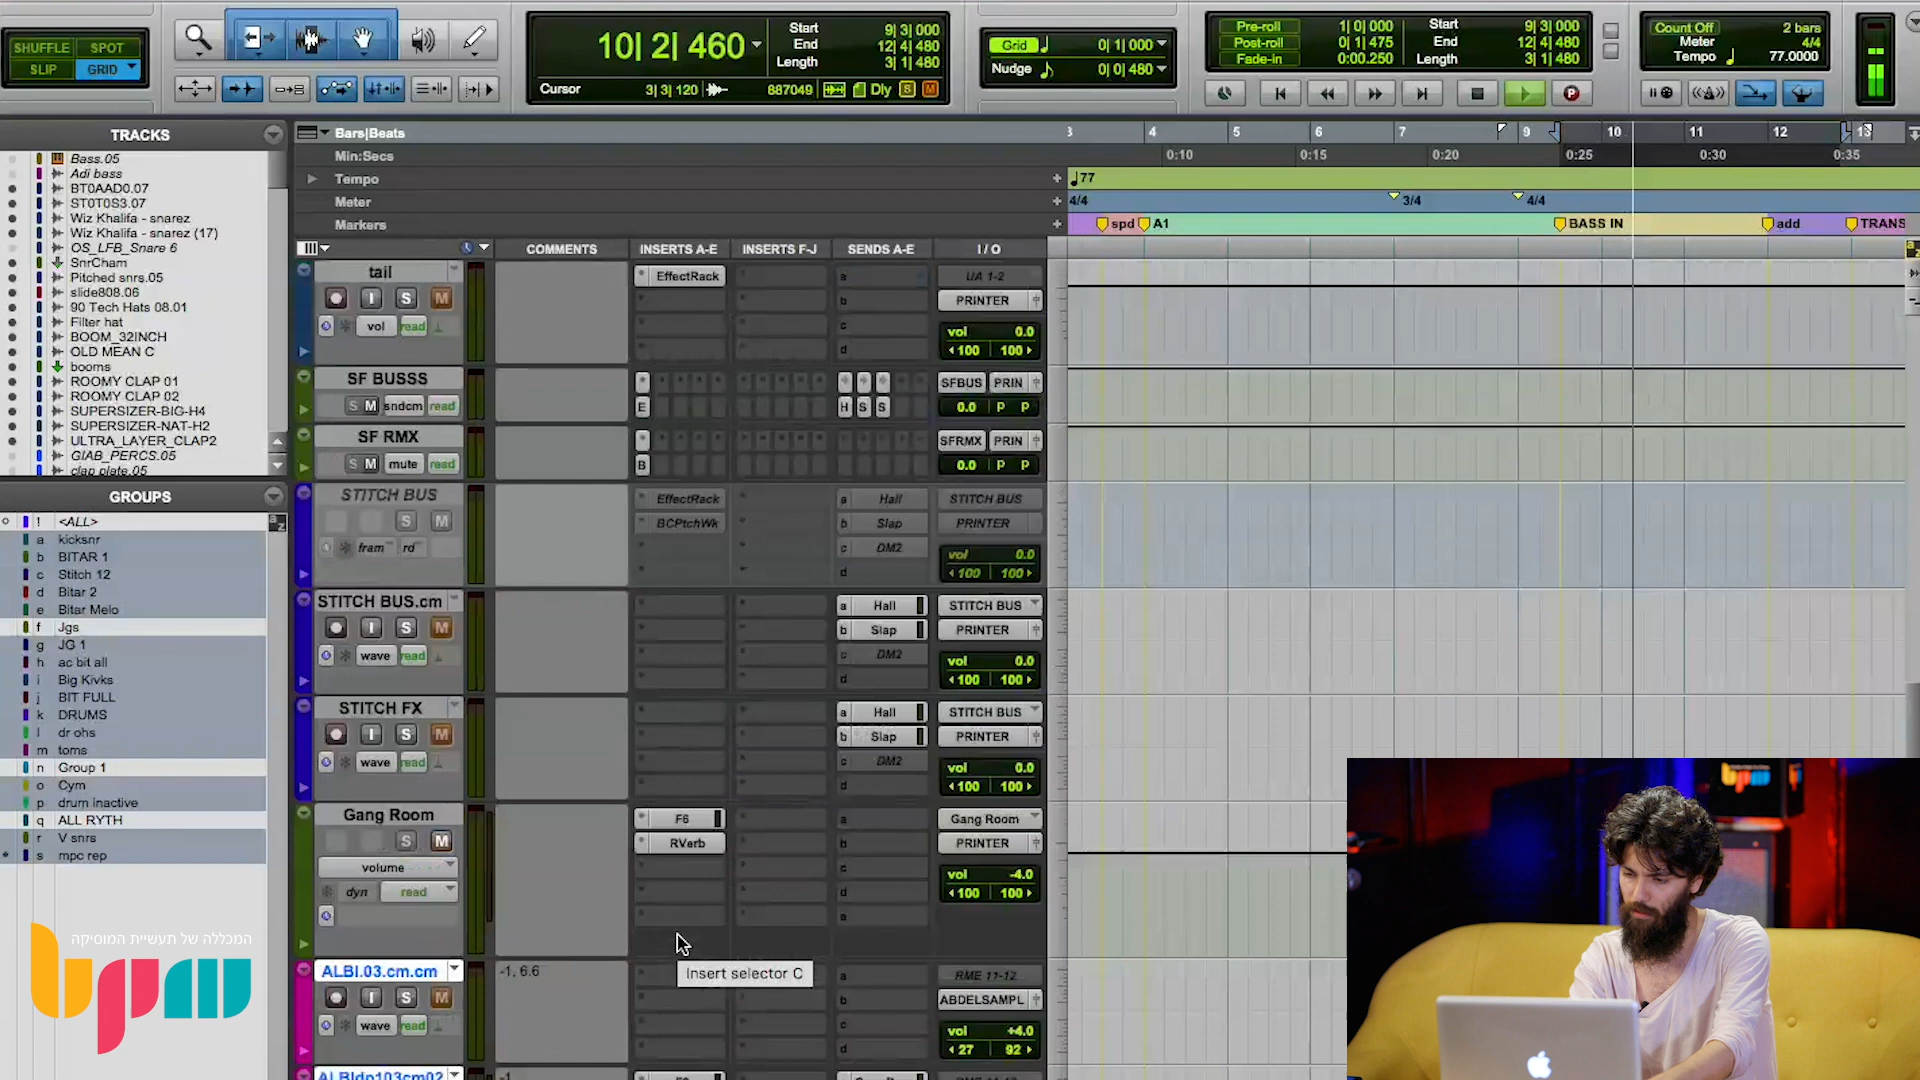 SHUFFLE SPOT
SLIP GRID
10| 2| 460
Start 9| 3| 000
End 12| 4| 480
Length 3| 1| 480
Cursor 3| 3| 120 887049 Dly S M
Grid 0| 1| 000
Nudge 0| 0| 480
Pre-roll 1| 0| 000
Post-roll 0| 1| 475
Fade-in 0:00.250
Start 9| 3| 000
End 12| 4| 480
Length 3| 1| 480
Count Off 2 bars
Meter 4/4
Tempo 77.0000
TRACKS
Bass.05
Adi bass
BT0AAD0.07
ST0T0S3.07
Wiz Khalifa - snarez
Wiz Khalifa - snarez (17)
OS_LFB_Snare 6
SnrCham
Pitched snrs.05
slide808.06
90 Tech Hats 08.01
Filter hat
BOOM_32INCH
OLD MEAN C
booms
ROOMY CLAP 01
ROOMY CLAP 02
SUPERSIZER-BIG-H4
SUPERSIZER-NAT-H2
ULTRA_LAYER_CLAP2
GIAB_PERCS.05
clap plate.05
GROUPS
! <ALL>
a kicksnr
b BITAR 1
c Stitch 12
d Bitar 2
e Bitar Melo
f Jgs
g JG 1
h ac bit all
i Big Kivks
j BIT FULL
k DRUMS
l dr ohs
m toms
n Group 1
o Cym
p drum inactive
q ALL RYTH
r V snrs
s mpc rep
המכללה של תעשיית המוסיקה
bpm
Bars|Beats 3 4 5 6 7 9 10 11 12 13
Min:Secs 0:10 0:15 0:20 0:25 0:30 0:35
Tempo 77
Meter 4/4 3/4 4/4
Markers spd A1 BASS IN add TRANS
COMMENTS INSERTS A-E INSERTS F-J SENDS A-E I / O
tail EffectRack a UA 1-2
I S M b PRINTER
vol read c vol 0.0
d 100 100
SF BUSSS SFBUS PRIN
S M sndcm read E H S S 0.0 P P
SF RMX SFRMX PRIN
S M mute read B 0.0 P P
STITCH BUS EffectRack a Hall STITCH BUS
S M BCPtchWk b Slap PRINTER
fram rd c DM2 vol 0.0
d 100 100
STITCH BUS.cm a Hall STITCH BUS
I S M b Slap PRINTER
wave read c DM2 vol 0.0
d 100 100
STITCH FX a Hall STITCH BUS
I S M b Slap PRINTER
wave read c DM2 vol 0.0
d 100 100
Gang Room F6 a Gang Room
S M RVerb b PRINTER
volume c vol -4.0
dyn read d 100 100
e
Insert selector C
ALBI.03.cm.cm -1, 6.6 a RME 11-12
I S M b ABDELSAMPL
wave read c vol +4.0
d 27 92